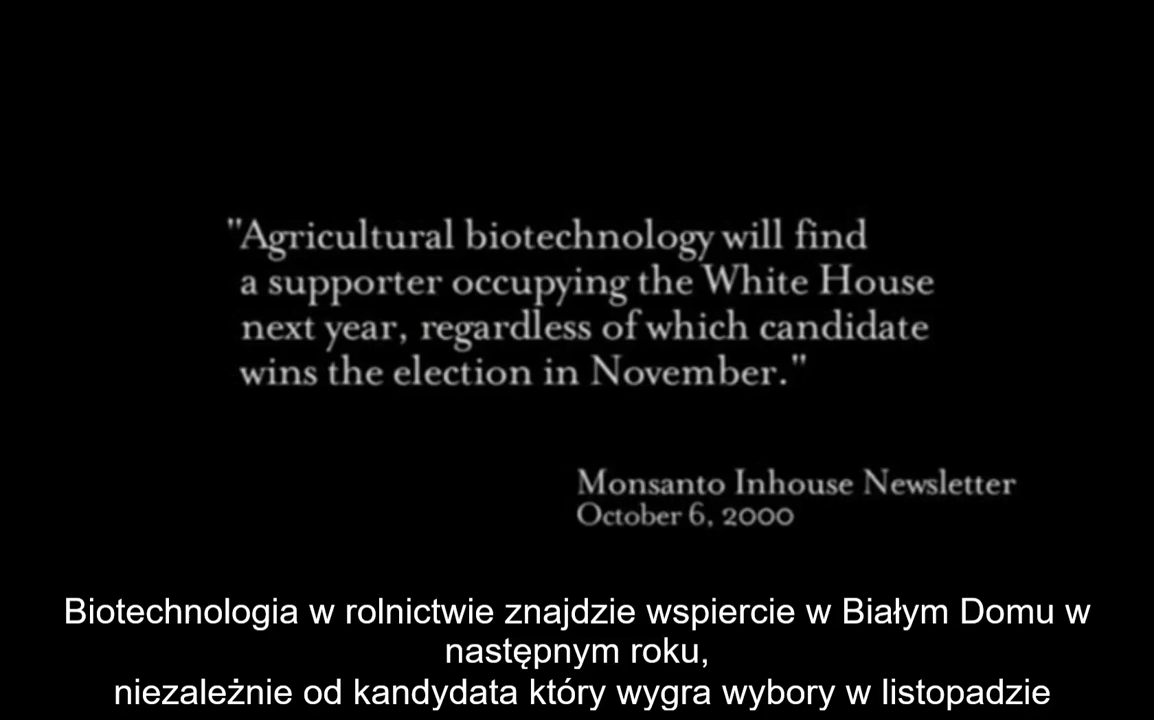 "Agricultural biotechnology will find
a supporter occupying the White House
next year, regardless of which candidate
wins the election in November."
Monsanto Inhouse Newsletter
October 6, 2000
Biotechnologia w rolnictwie znajdzie wspiercie w Białym Domu w
następnym roku,
niezależnie od kandydata który wygra wybory w listopadzie